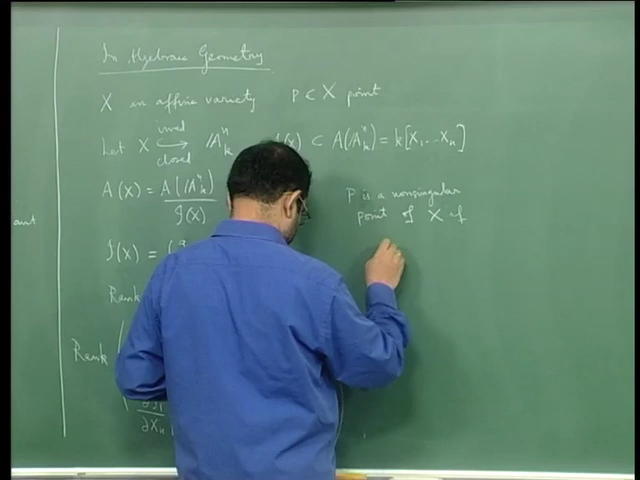 In Algebraic Geometry
X an affine variety P ∈ X point
Let X irred closed ↪ 𝔸ⁿₖ (X) ⊂ A(𝔸ⁿₖ) = k[X₁...Xₙ]
A(X) = A(𝔸ⁿₖ) / 𝒥(X)
P is a nonsingular
point of X if
𝒥(X) = (g
Rank
Rank
∂Xₙ